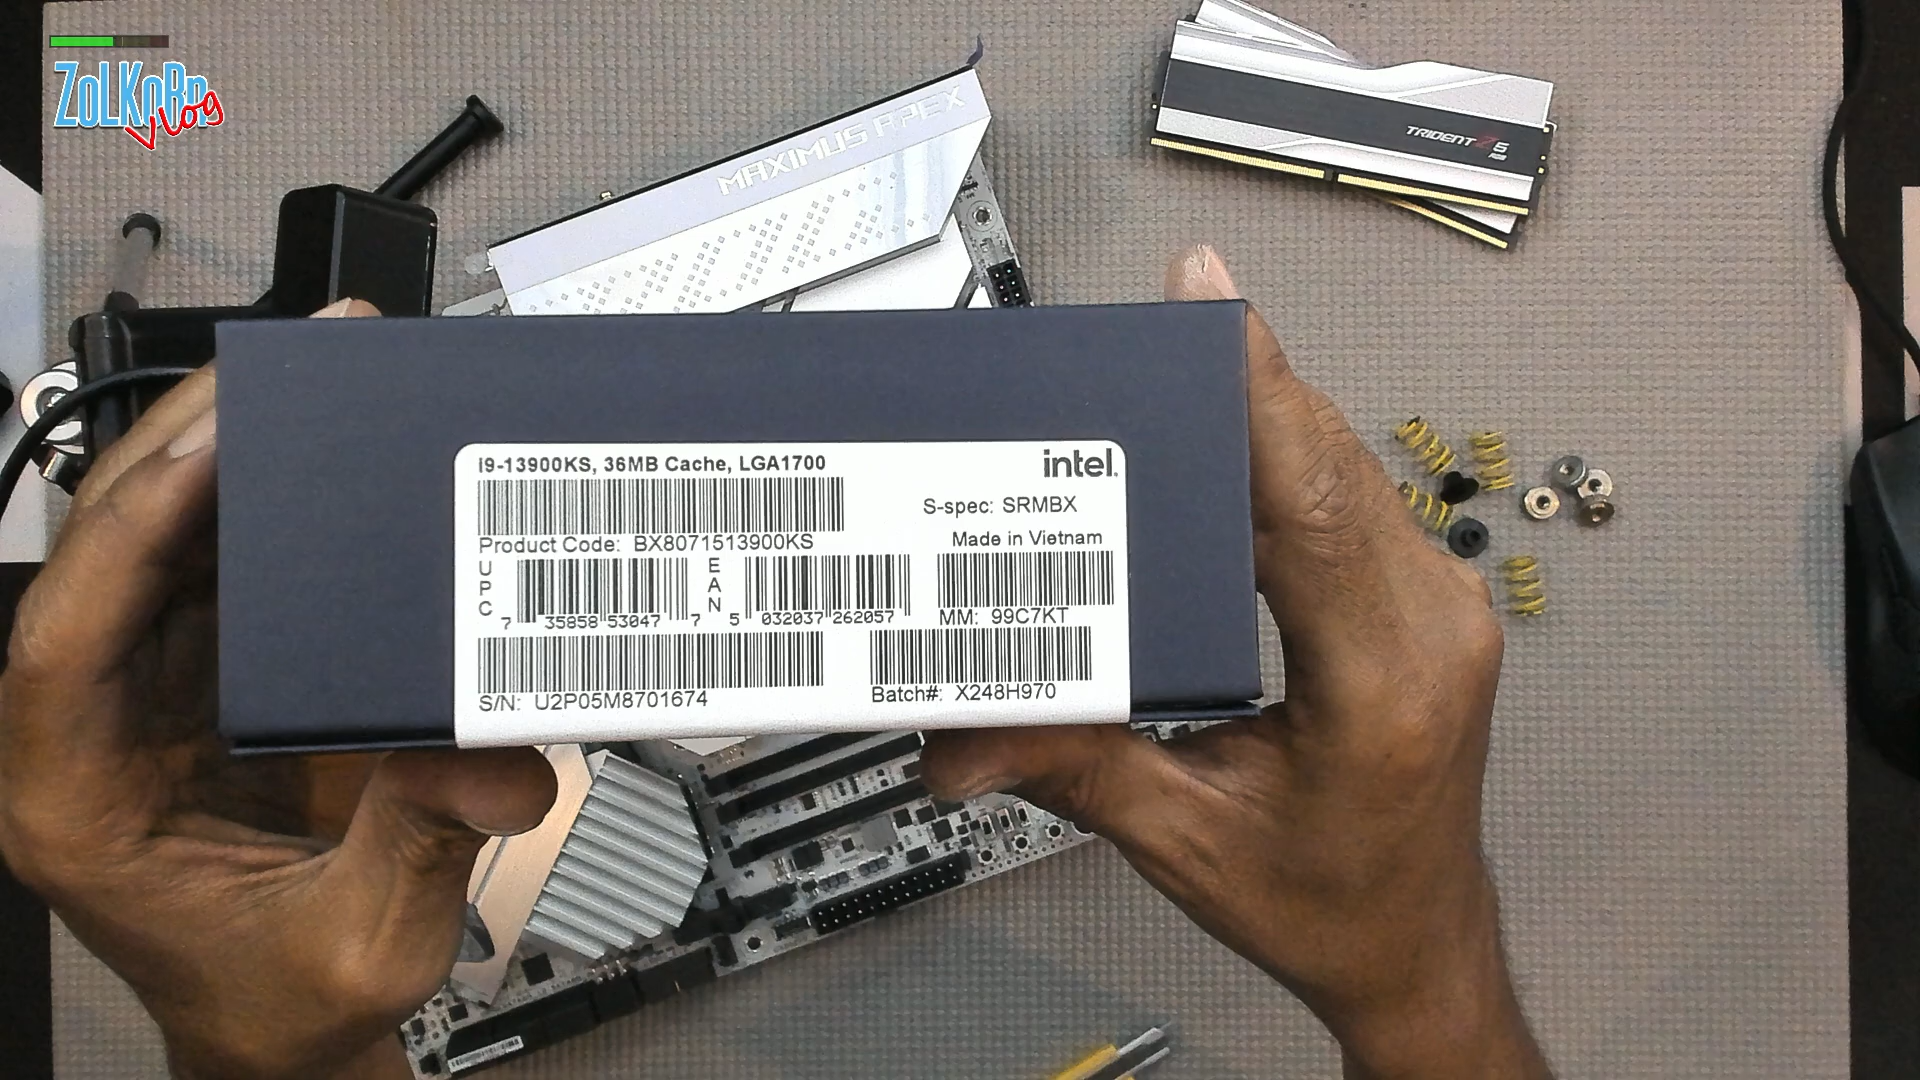 ZOLKORN
Vlog
MAXIMUS APEX
TRIDENT Z5
RGB
i9-13900KS, 36MB Cache, LGA1700
intel.
S-spec: SRMBX
Product Code: BX8071513900KS
Made in Vietnam
UPC
7 35858 53047 7
EAN
5 032037 262057
MM: 99C7KT
S/N: U2P05M8701674
Batch#: X248H970